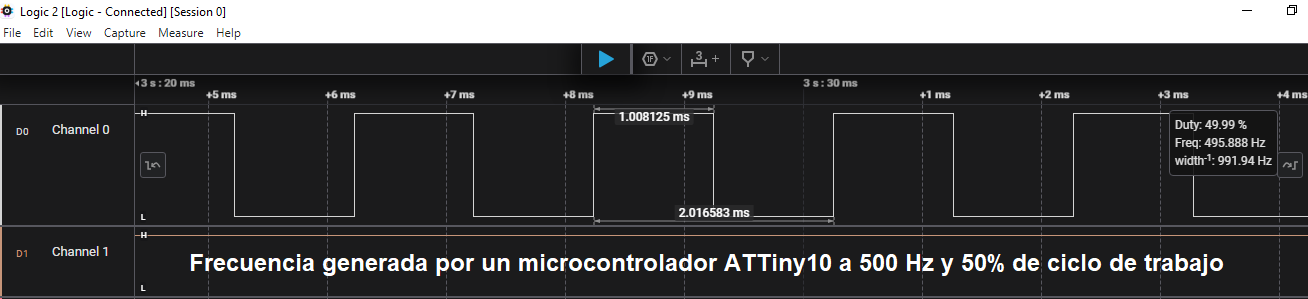 Logic 2 [Logic - Connected] [Session 0]
File Edit View Capture Measure Help
1F 3 +
3 s : 20 ms 3 s : 30 ms
+5 ms +6 ms +7 ms +8 ms +9 ms +1 ms +2 ms +3 ms +4 ms
D0 Channel 0
H
1.008125 ms
Duty: 49.99 %
Freq: 495.888 Hz
width-1: 991.94 Hz
2.016583 ms
L
D1 Channel 1
H
Frecuencia generada por un microcontrolador ATTiny10 a 500 Hz y 50% de ciclo de trabajo
L